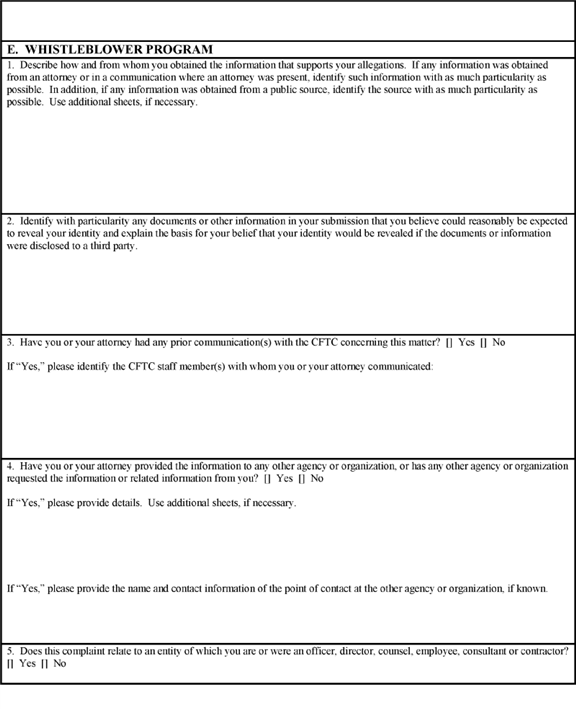 E. WHISTLEBLOWER PROGRAM
1. Describe how and from whom you obtained the information that supports your allegations. If any information was obtained
from an attorney or in a communication where an attorney was present, identify such information with as much particularity as
possible. In addition, if any information was obtained from a public source, identify the source with as much particularity as
possible. Use additional sheets, if necessary.
2. Identify with particularity any documents or other information in your submission that you believe could reasonably be expected
to reveal your identity and explain the basis for your belief that your identity would be revealed if the documents or information
were disclosed to a third party.
3. Have you or your attorney had any prior communication(s) with the CFTC concerning this matter? [] Yes [] No
If “Yes,” please identify the CFTC staff member(s) with whom you or your attorney communicated:
4. Have you or your attorney provided the information to any other agency or organization, or has any other agency or organization
requested the information or related information from you? [] Yes [] No
If “Yes,” please provide details. Use additional sheets, if necessary.
If “Yes,” please provide the name and contact information of the point of contact at the other agency or organization, if known.
5. Does this complaint relate to an entity of which you are or were an officer, director, counsel, employee, consultant or contractor?
[] Yes [] No